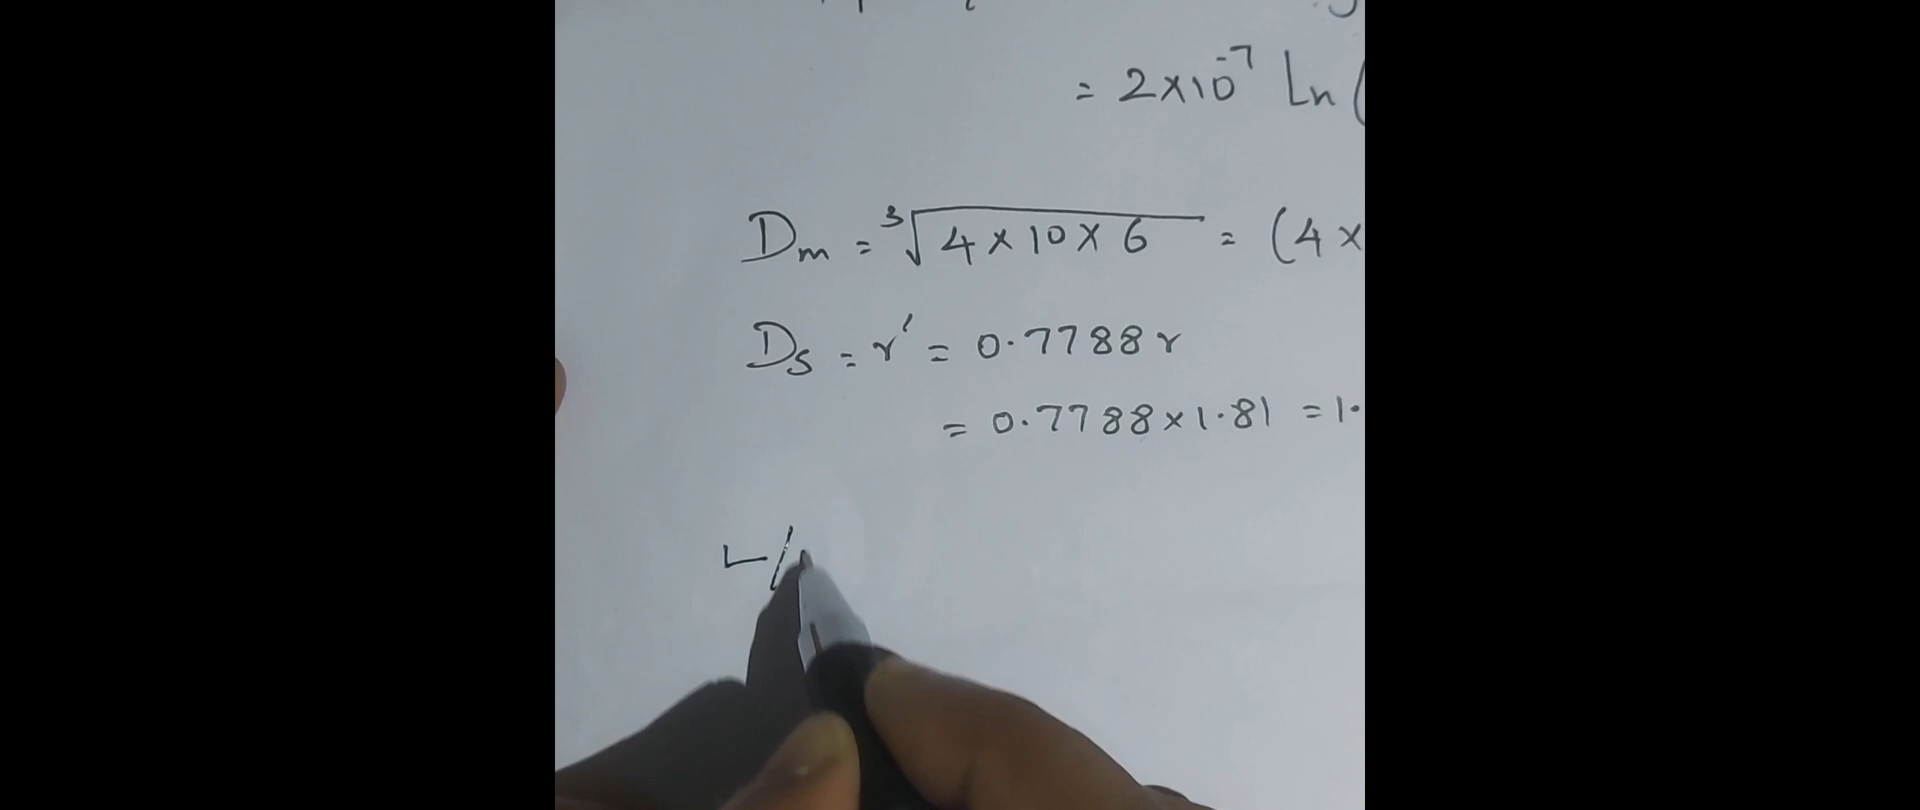 = 2×10⁻⁷ Ln (
Dm = ³√4 × 10 × 6 = (4 ×
Ds = r' = 0.7788 r
= 0.7788 × 1.81 = 1.
L/